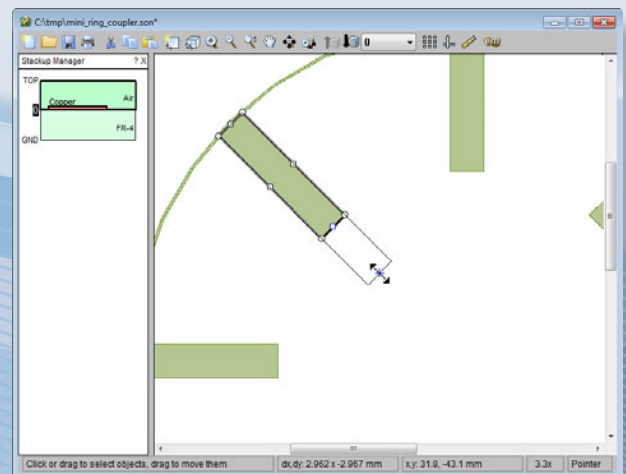 C:\tmp\mini_ring_coupler.son*
0
Stackup Manager ? X
TOP
Copper Air
0
FR-4
GND
Click or drag to select objects, drag to move them dx,dy: 2.962 x -2.967 mm x,y: 31.8, -43.1 mm 3.3x Pointer